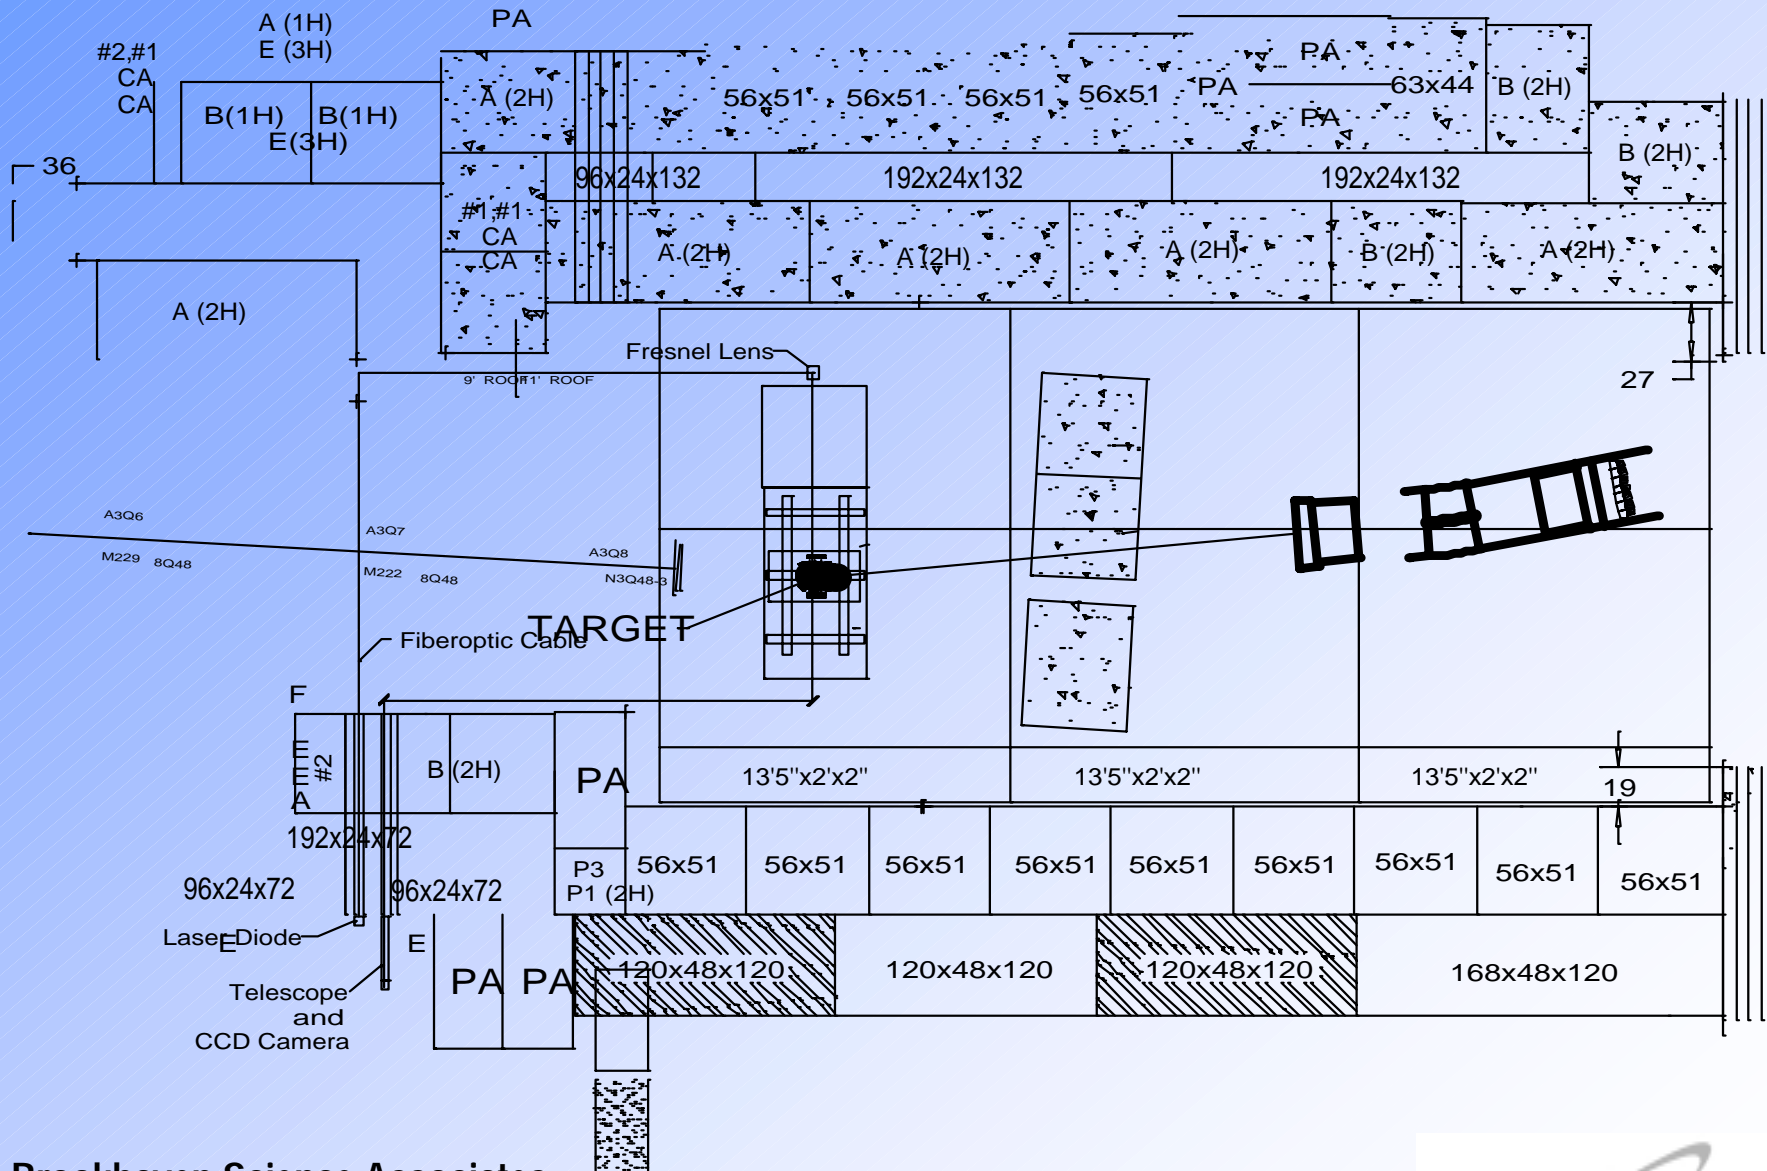 A (1H)
E (3H)
PA
#2,#1
CA
CA
B(1H)
B(1H)
E(3H)
A (2H)
56x51
56x51
56x51
56x51
PA
PA
63x44
PA
B (2H)
B (2H)
36
96x24x132
192x24x132
192x24x132
#1,#1
CA
CA
A (2H)
A (2H)
A (2H)
B (2H)
A (2H)
A (2H)
Fresnel Lens
9' ROOF
11' ROOF
27
A3Q6
A3Q7
A3Q8
M229 8Q48
M222 8Q48
N3Q48-3
TARGET
Fiberoptic Cable
F
E
E
A
#2
B (2H)
PA
13'5"x2'x2"
13'5"x2'x2"
13'5"x2'x2"
19
192x24x72
96x24x72
96x24x72
P3
P1 (2H)
56x51
56x51
56x51
56x51
56x51
56x51
56x51
56x51
56x51
Laser Diode
E
E
PA
PA
120x48x120
120x48x120
120x48x120
168x48x120
Telescope
and
CCD Camera
Brookhaven Science Associates